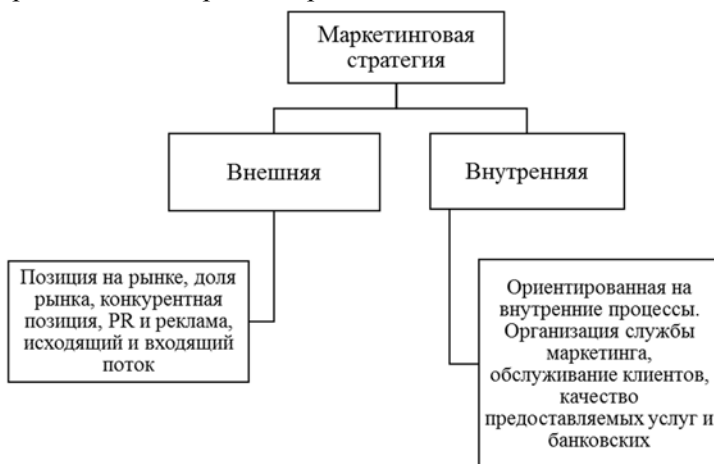 Маркетинговая
стратегия
Внешняя
Внутренняя
Позиция на рынке, доля
рынка, конкурентная
позиция, PR и реклама,
исходящий и входящий
поток
Ориентированная на
внутренние процессы.
Организация службы
маркетинга,
обслуживание клиентов,
качество
предоставляемых услуг и
банковских